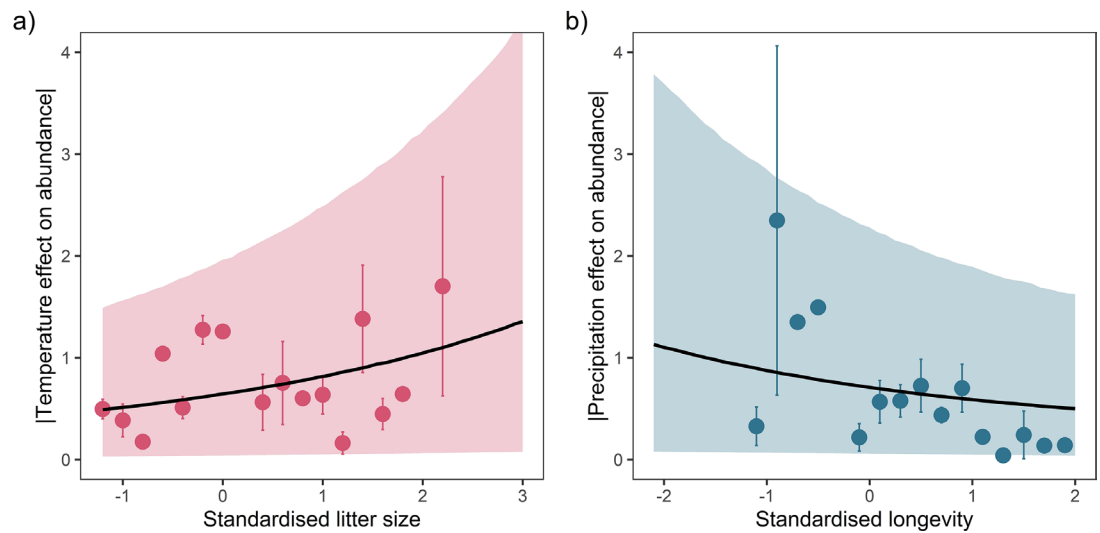 a)
|Temperature effect on abundance|
4
3
2
1
0
-1 0 1 2 3
Standardised litter size
b)
|Precipitation effect on abundance|
4
3
2
1
0
-2 -1 0 1 2
Standardised longevity